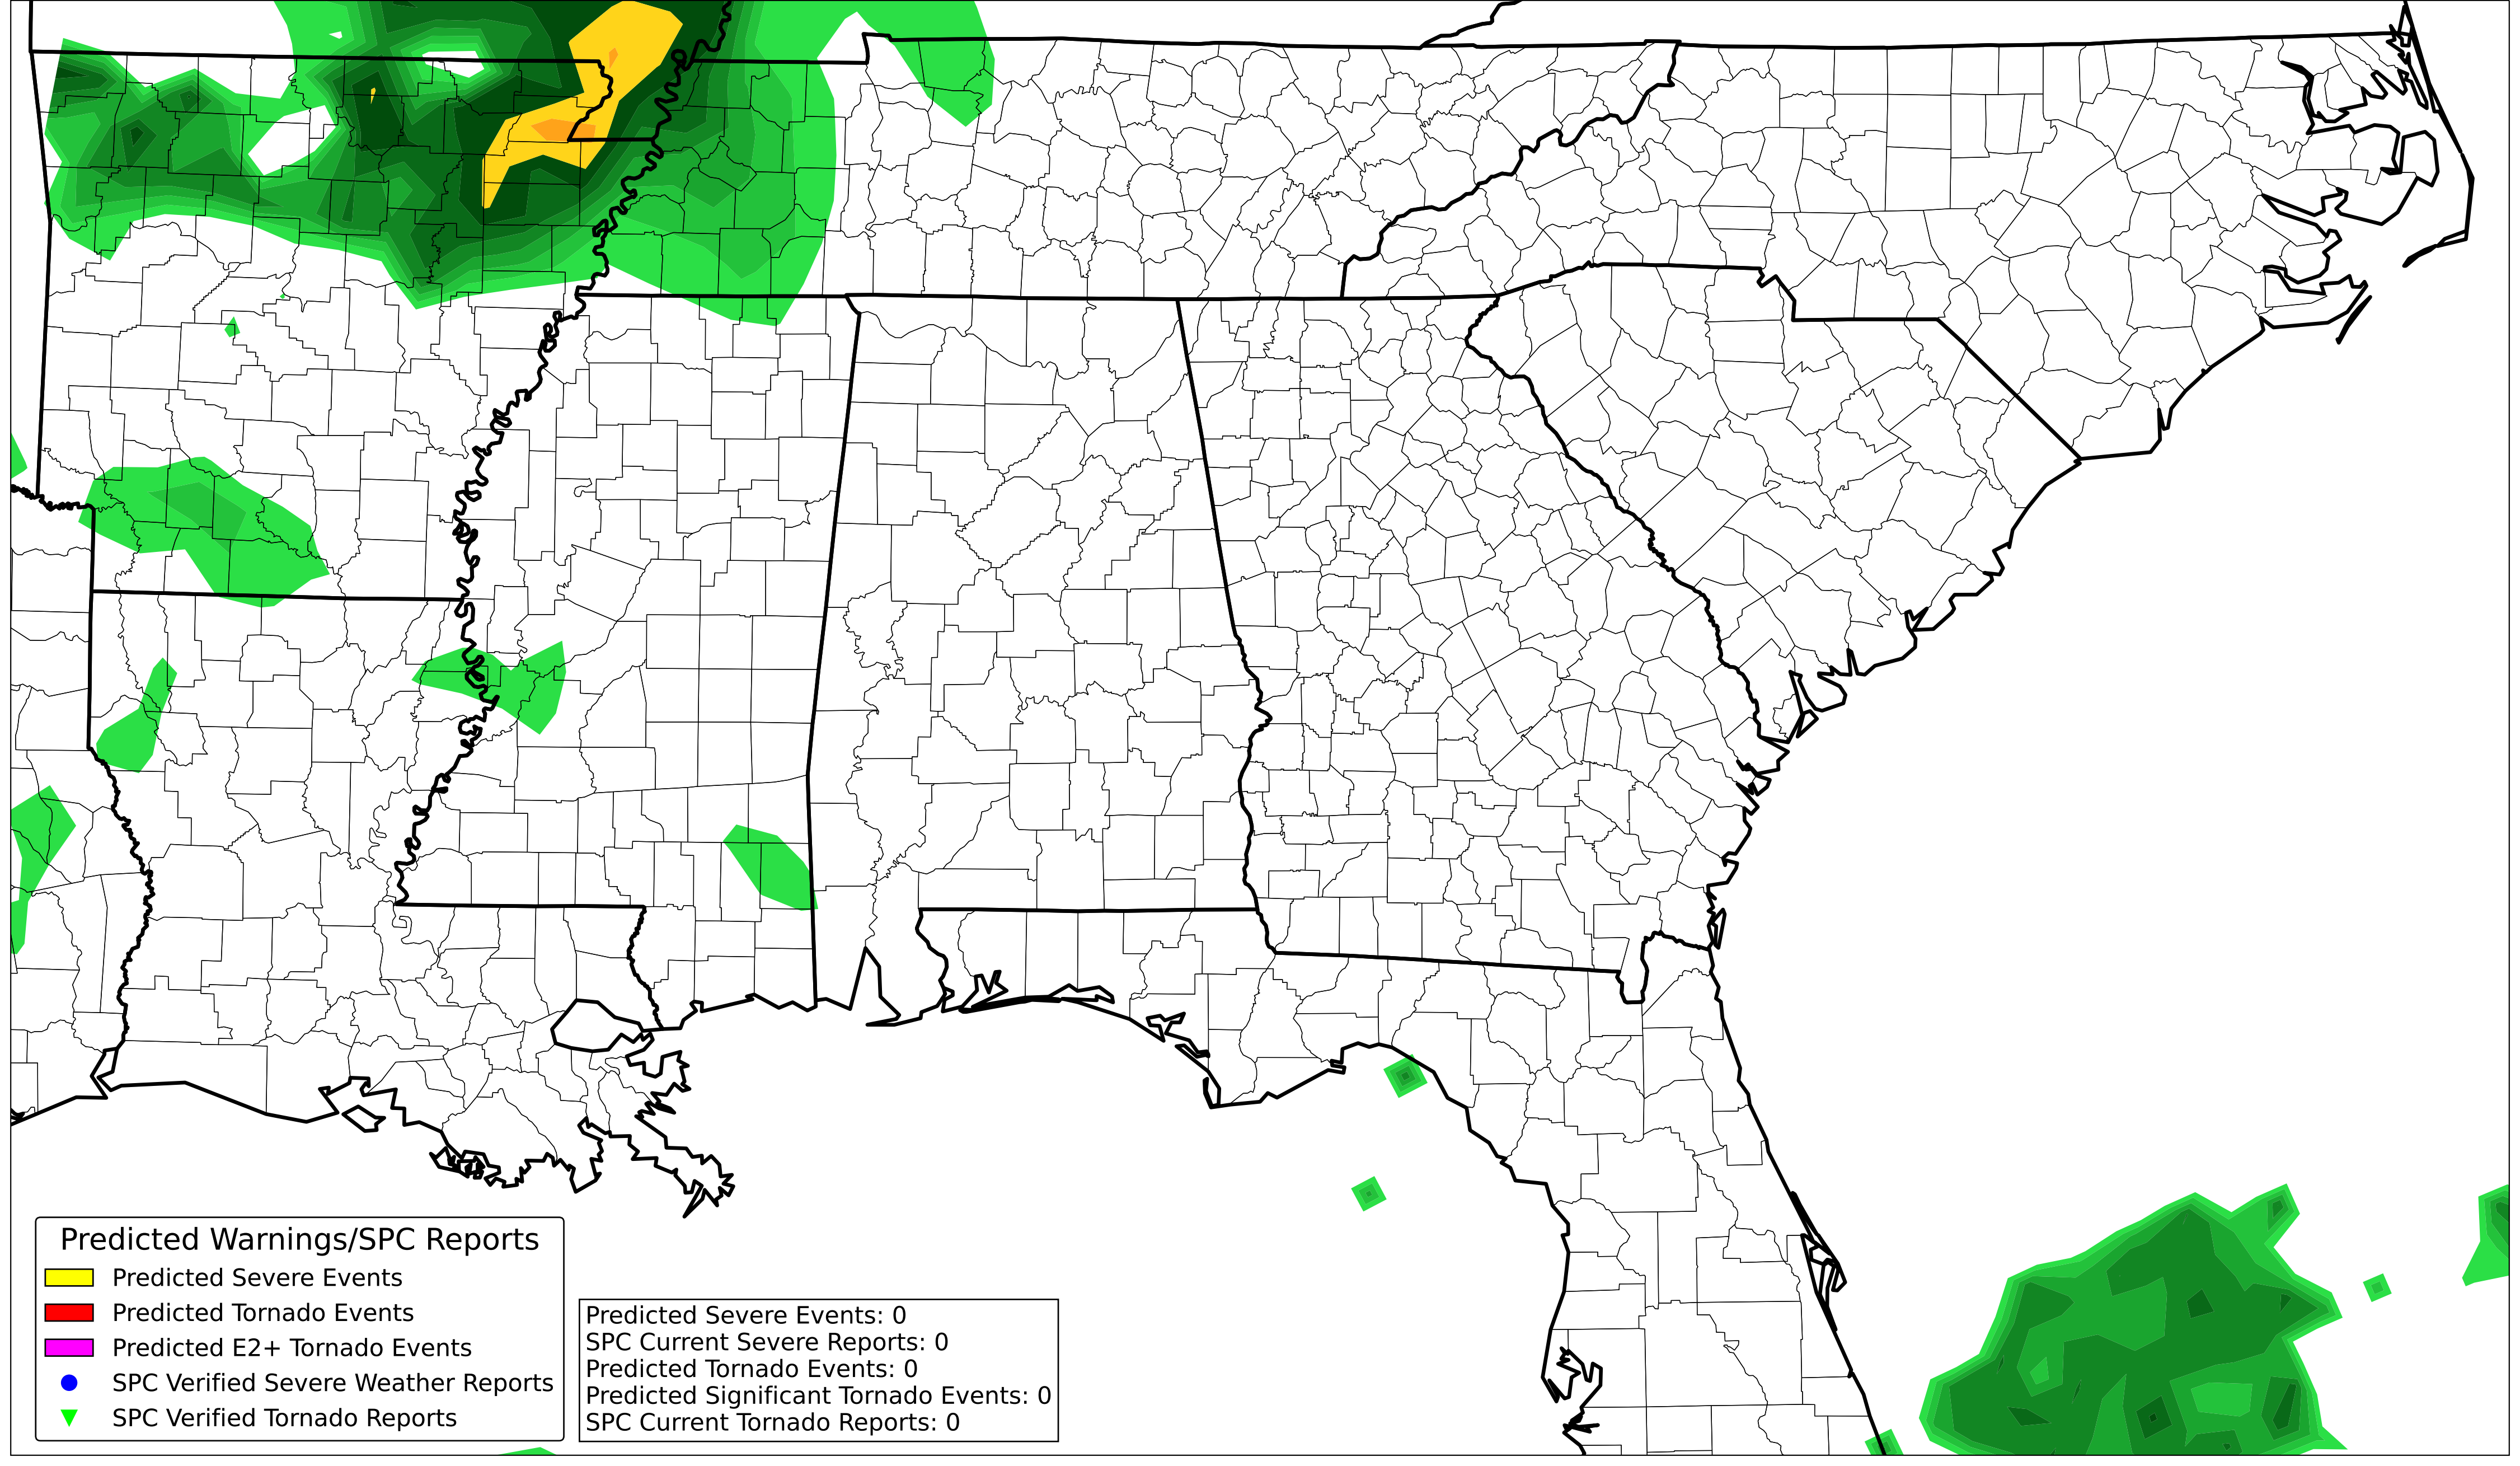 Predicted Warnings/SPC Reports
Predicted Severe Events
Predicted Tornado Events
Predicted E2+ Tornado Events
SPC Verified Severe Weather Reports
SPC Verified Tornado Reports
Predicted Severe Events: 0
SPC Current Severe Reports: 0
Predicted Tornado Events: 0
Predicted Significant Tornado Events: 0
SPC Current Tornado Reports: 0